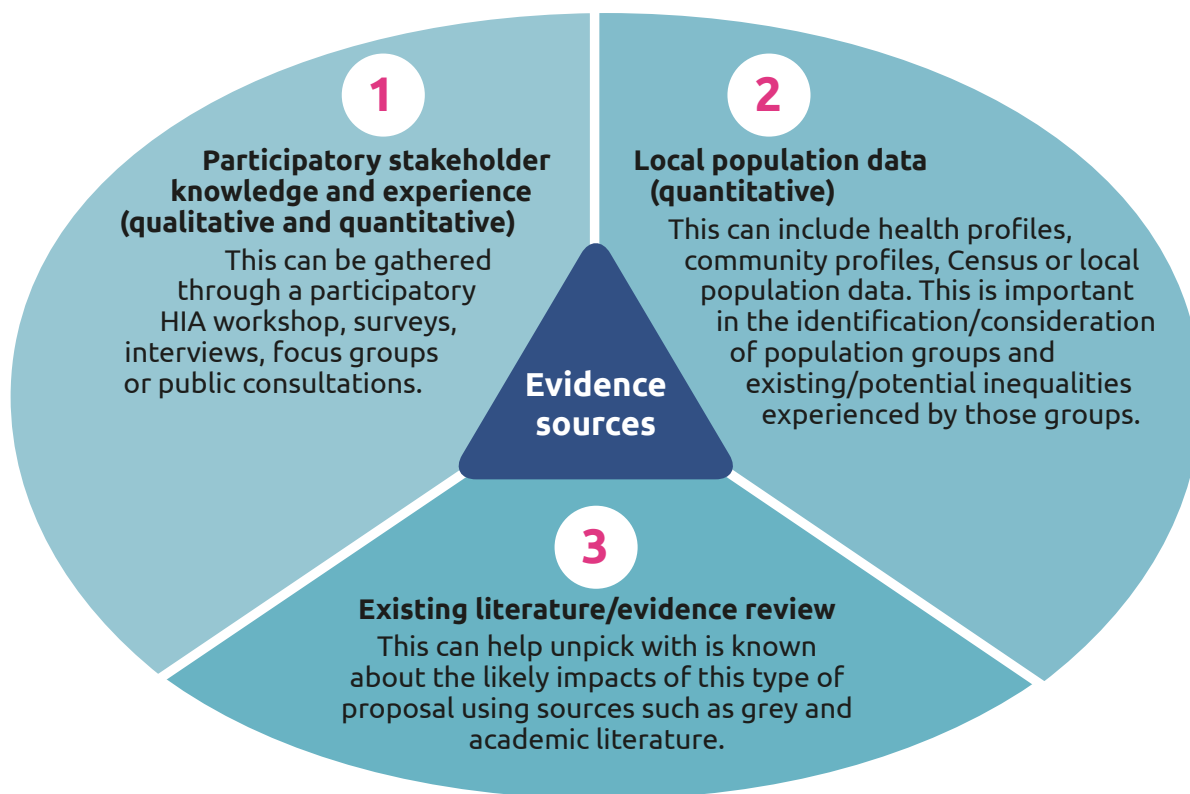 1
Participatory stakeholder
knowledge and experience
(qualitative and quantitative)
This can be gathered
through a participatory
HIA workshop, surveys,
interviews, focus groups
or public consultations.
2
Local population data
(quantitative)
This can include health profiles,
community profiles, Census or local
population data. This is important
in the identification/consideration
of population groups and
existing/potential inequalities
experienced by those groups.
Evidence
sources
3
Existing literature/evidence review
This can help unpick with is known
about the likely impacts of this type of
proposal using sources such as grey and
academic literature.